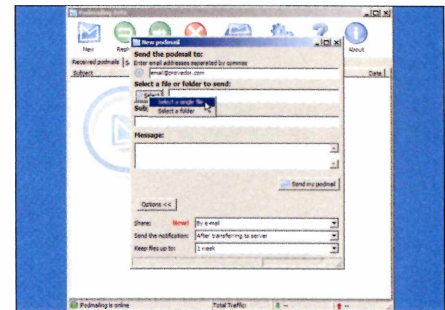 Podmailing Beta
New
Repl
?
About
Received podmails
Subject
Date
New podmail
Send the podmail to:
Enter email addresses separated by commas
email@provedor.com
Select a file or folder to send:
Select
Select a single file
Select a folder
Sub
Message:
Send my podmail
Options <<
Share:
By e-mail
Send the notification:
After transferring to server
Keep files up to:
1 week
Podmailing is online
Total Traffic: